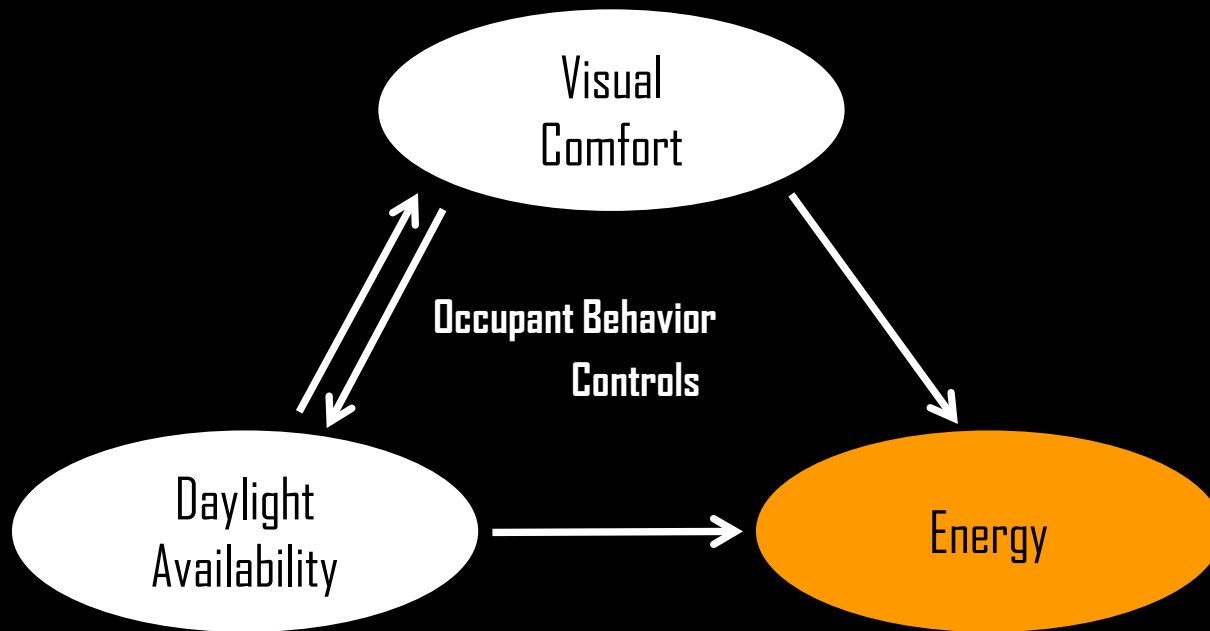 Visual
Comfort
Occupant Behavior
Controls
Daylight
Availability
Energy